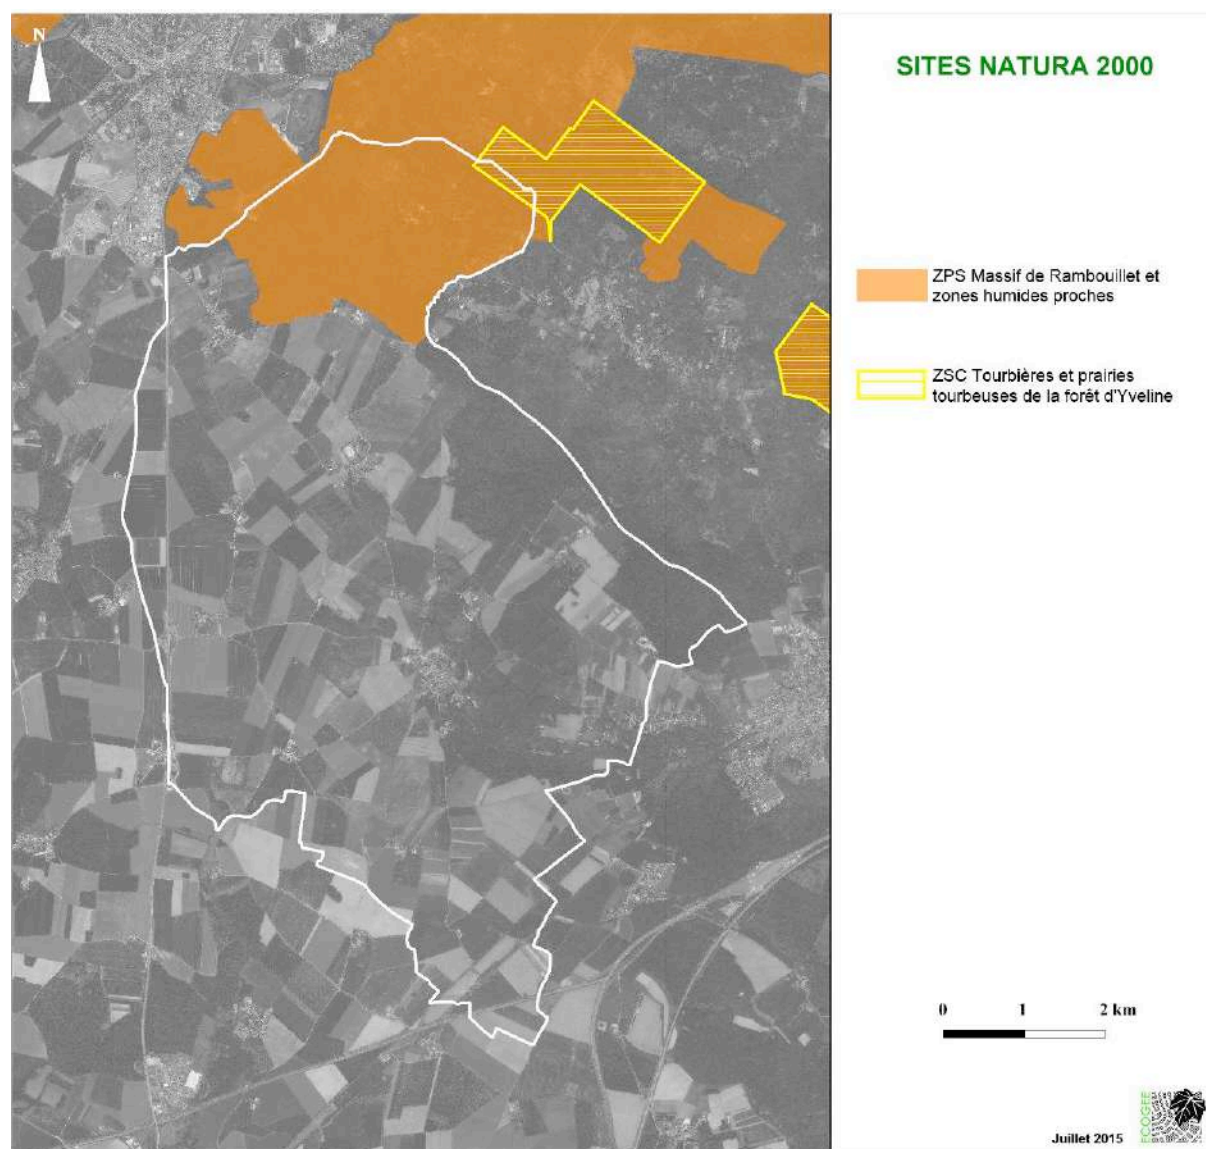 N
SITES NATURA 2000
ZPS Massif de Rambouillet et
zones humides proches
ZSC Tourbières et prairies
tourbeuses de la forêt d'Yveline
0 1 2 km
ECOGEE
Juillet 2015